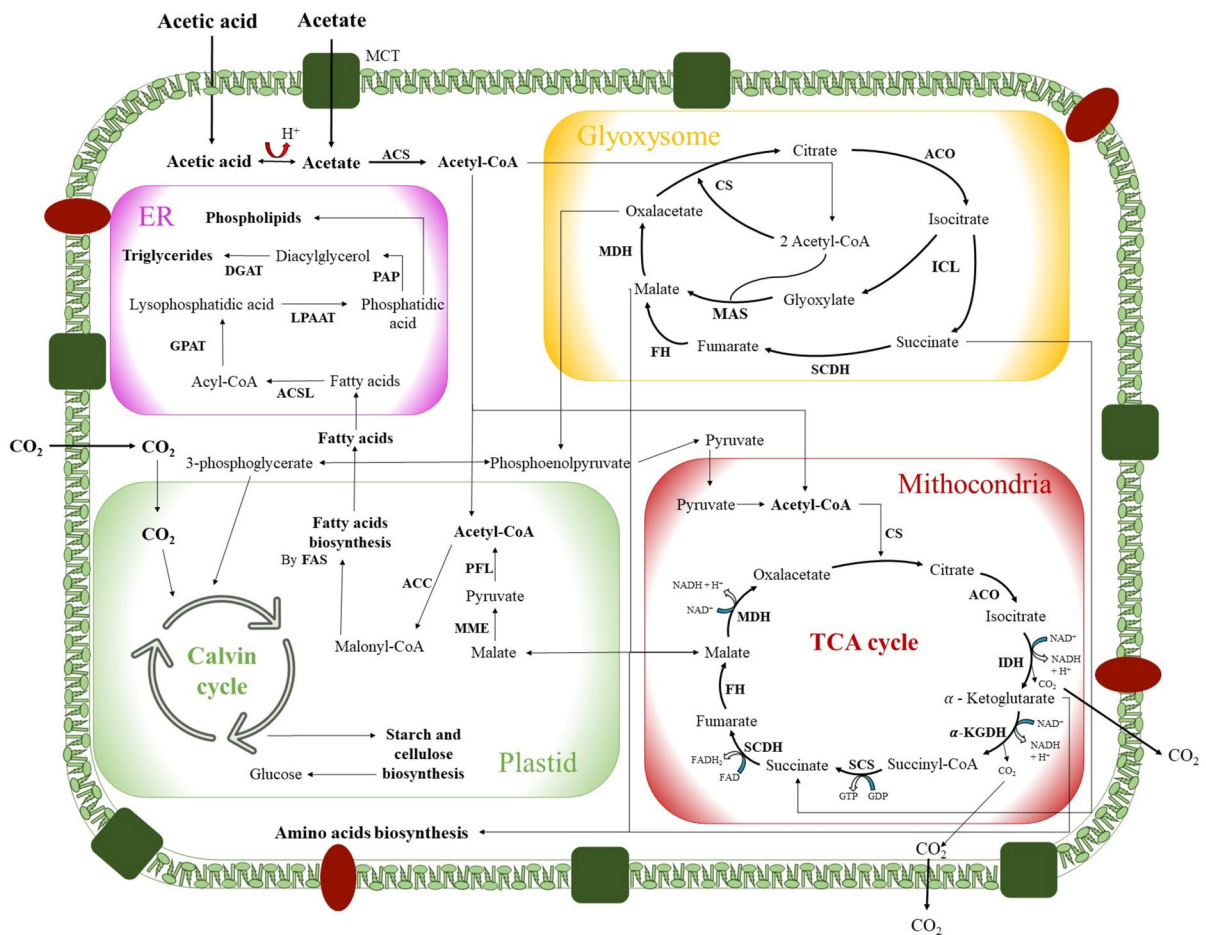 Acetic acid
Acetate
MCT
H⁺
Acetic acid
Acetate
ACS
Acetyl-CoA
Glyoxysome
Citrate
ACO
CS
Oxalacetate
Isocitrate
2 Acetyl-CoA
MDH
ICL
Malate
Glyoxylate
MAS
FH
Fumarate
Succinate
SCDH
ER
Phospholipids
Triglycerides
Diacylglycerol
DGAT
PAP
Lysophosphatidic acid
Phosphatidic
acid
LPAAT
GPAT
Acyl-CoA
Fatty acids
ACSL
CO₂
CO₂
Fatty acids
3-phosphoglycerate
Phosphoenolpyruvate
Pyruvate
Mithocondria
Pyruvate
Acetyl-CoA
CS
Oxalacetate
Citrate
NADH + H⁺
NAD⁺
MDH
ACO
Isocitrate
NAD⁺
IDH
NADH
+ H⁺
CO₂
TCA cycle
Malate
FH
α - Ketoglutarate
Fumarate
α-KGDH
NAD⁺
NADH
+ H⁺
CO₂
SCDH
FADH₂
FAD
Succinate
SCS
Succinyl-CoA
GTP
GDP
CO₂
CO₂
CO₂
CO₂
Fatty acids
biosynthesis
By FAS
Acetyl-CoA
ACC
PFL
Pyruvate
MME
Malonyl-CoA
Malate
Calvin
cycle
Starch and
cellulose
biosynthesis
Glucose
Plastid
Amino acids biosynthesis